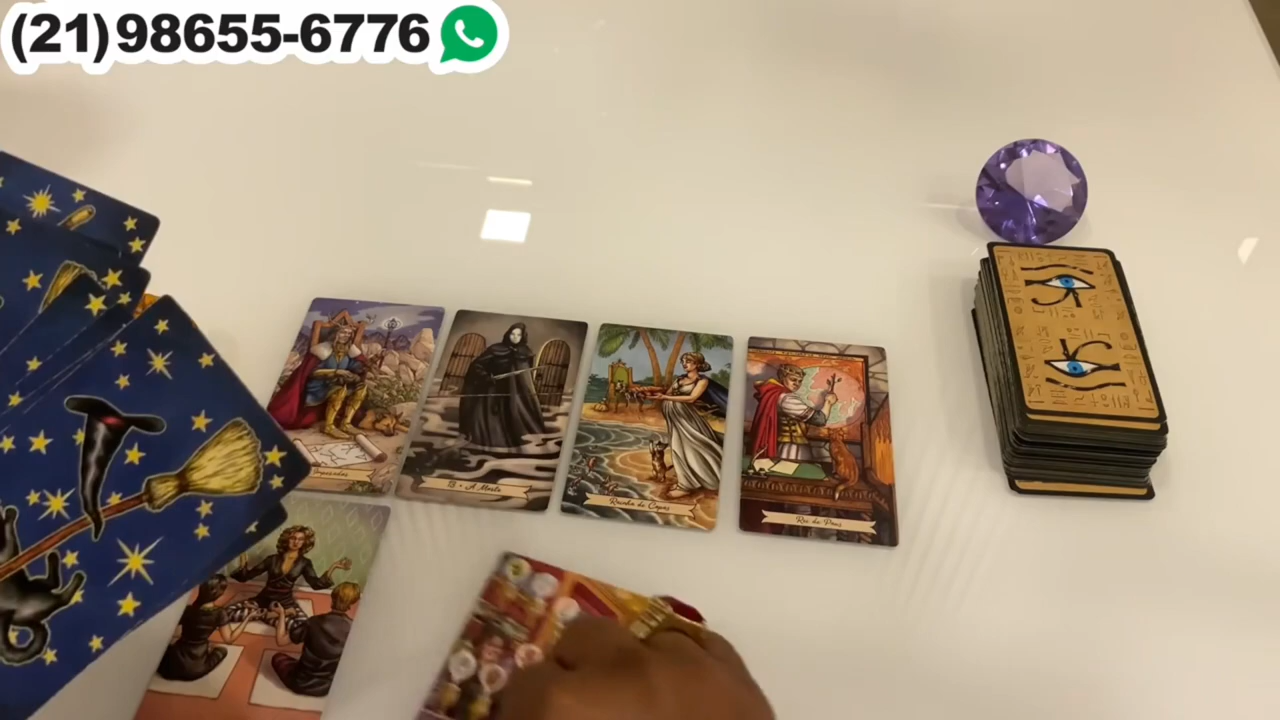 (21)98655-6776
13 • A Morte
Rainha de Copas
Rei de Paus